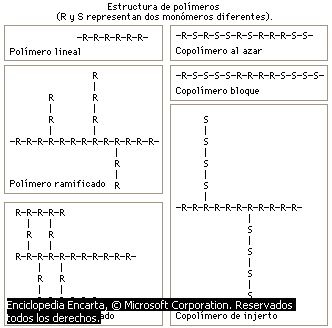 Estructura de polímeros
(R y S representan dos monómeros diferentes).
-R-R-R-R-R-R-
Polímero lineal
-R-S-R-S-R-R-R-R-R-S-S-
Copolímero al azar
-R-S-R-S-R-S-R-S-R-S-S-S-
Copolímero bloque
R
R
R R
R R
-R-R-R-R-R-R-R-R-R-R-R-R-R-
R
R
Polímero ramificado
R-R-R-R-R
R R
-R-R-R-R-R-R-R-R-R-R-R-
R R
R R
ado
S
S
S
S
-R-R-R-R-R-R-R-R-R-R-R-R-R-
S
S
S
S
Copolímero de injerto
Enciclopedia Encarta, © Microsoft Corporation. Reservados
todos los derechos.